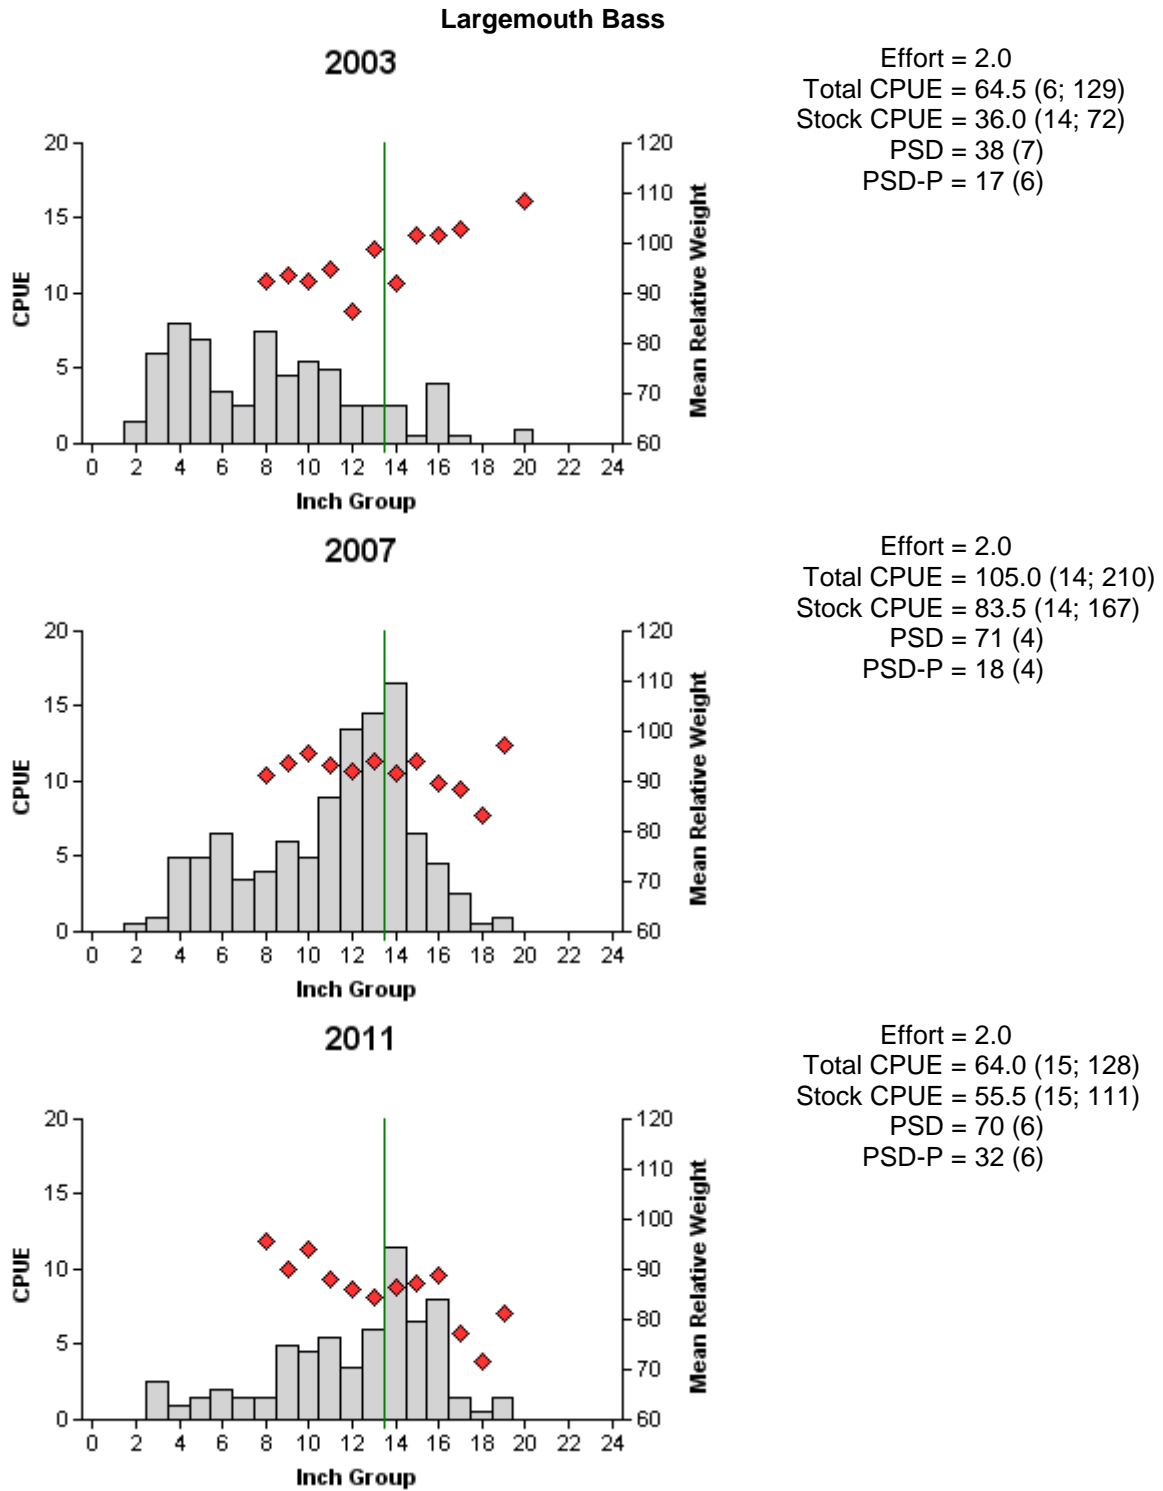 Largemouth Bass
2003
Effort = 2.0
Total CPUE = 64.5 (6; 129)
Stock CPUE = 36.0 (14; 72)
PSD = 38 (7)
PSD-P = 17 (6)
20
15
10
5
0
CPUE
120
110
100
90
80
70
60
Mean Relative Weight
0 2 4 6 8 10 12 14 16 18 20 22 24
Inch Group
2007
Effort = 2.0
Total CPUE = 105.0 (14; 210)
Stock CPUE = 83.5 (14; 167)
PSD = 71 (4)
PSD-P = 18 (4)
20
15
10
5
0
CPUE
120
110
100
90
80
70
60
Mean Relative Weight
0 2 4 6 8 10 12 14 16 18 20 22 24
Inch Group
2011
Effort = 2.0
Total CPUE = 64.0 (15; 128)
Stock CPUE = 55.5 (15; 111)
PSD = 70 (6)
PSD-P = 32 (6)
20
15
10
5
0
CPUE
120
110
100
90
80
70
60
Mean Relative Weight
0 2 4 6 8 10 12 14 16 18 20 22 24
Inch Group